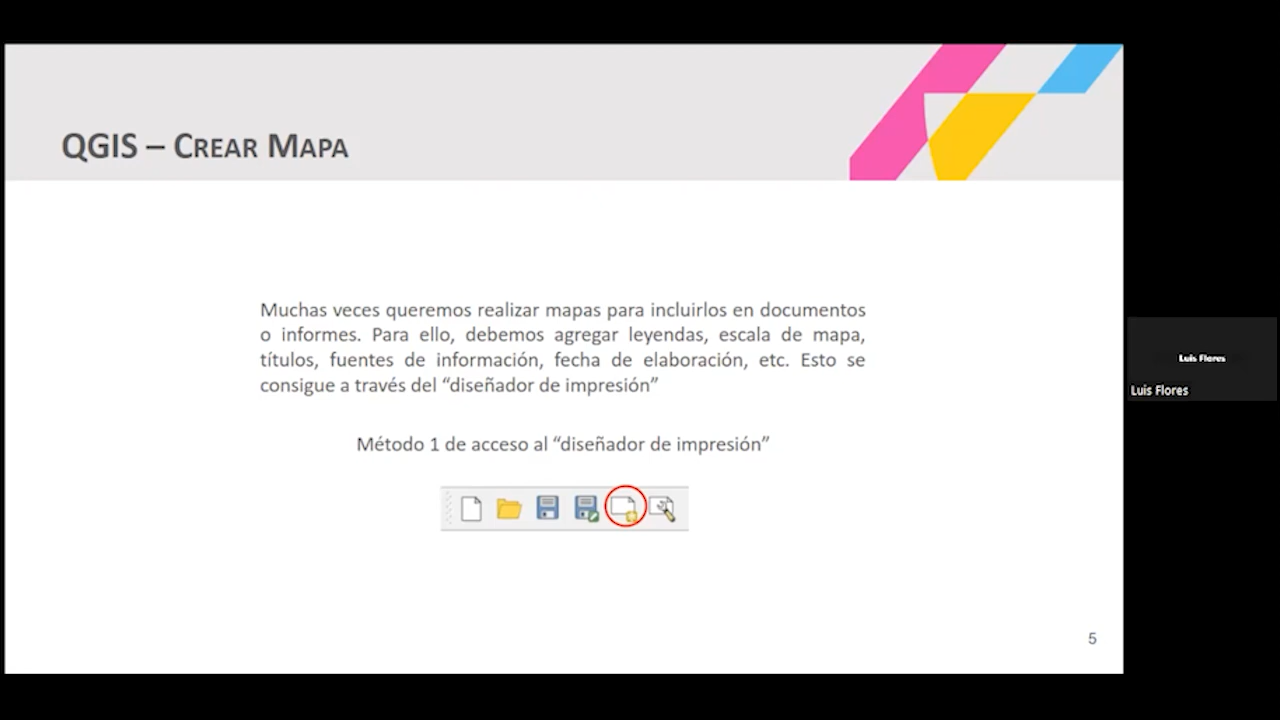 QGIS – CREAR MAPA
Muchas veces queremos realizar mapas para incluirlos en documentos
o informes. Para ello, debemos agregar leyendas, escala de mapa,
títulos, fuentes de información, fecha de elaboración, etc. Esto se
consigue a través del “diseñador de impresión”
Método 1 de acceso al “diseñador de impresión”
5
Luis Flores
Luis Flores